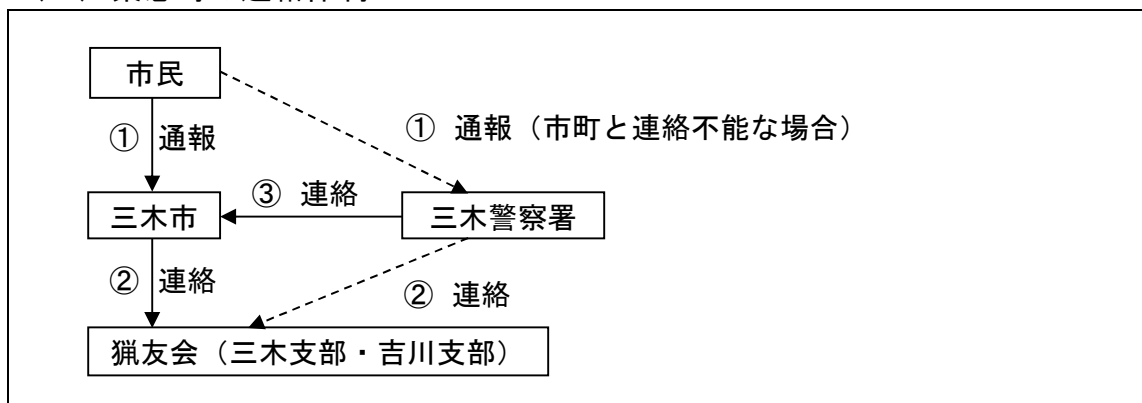 市民
① 通報
① 通報（市町と連絡不能な場合）
三木市
③ 連絡
三木警察署
② 連絡
② 連絡
猟友会（三木支部・吉川支部）